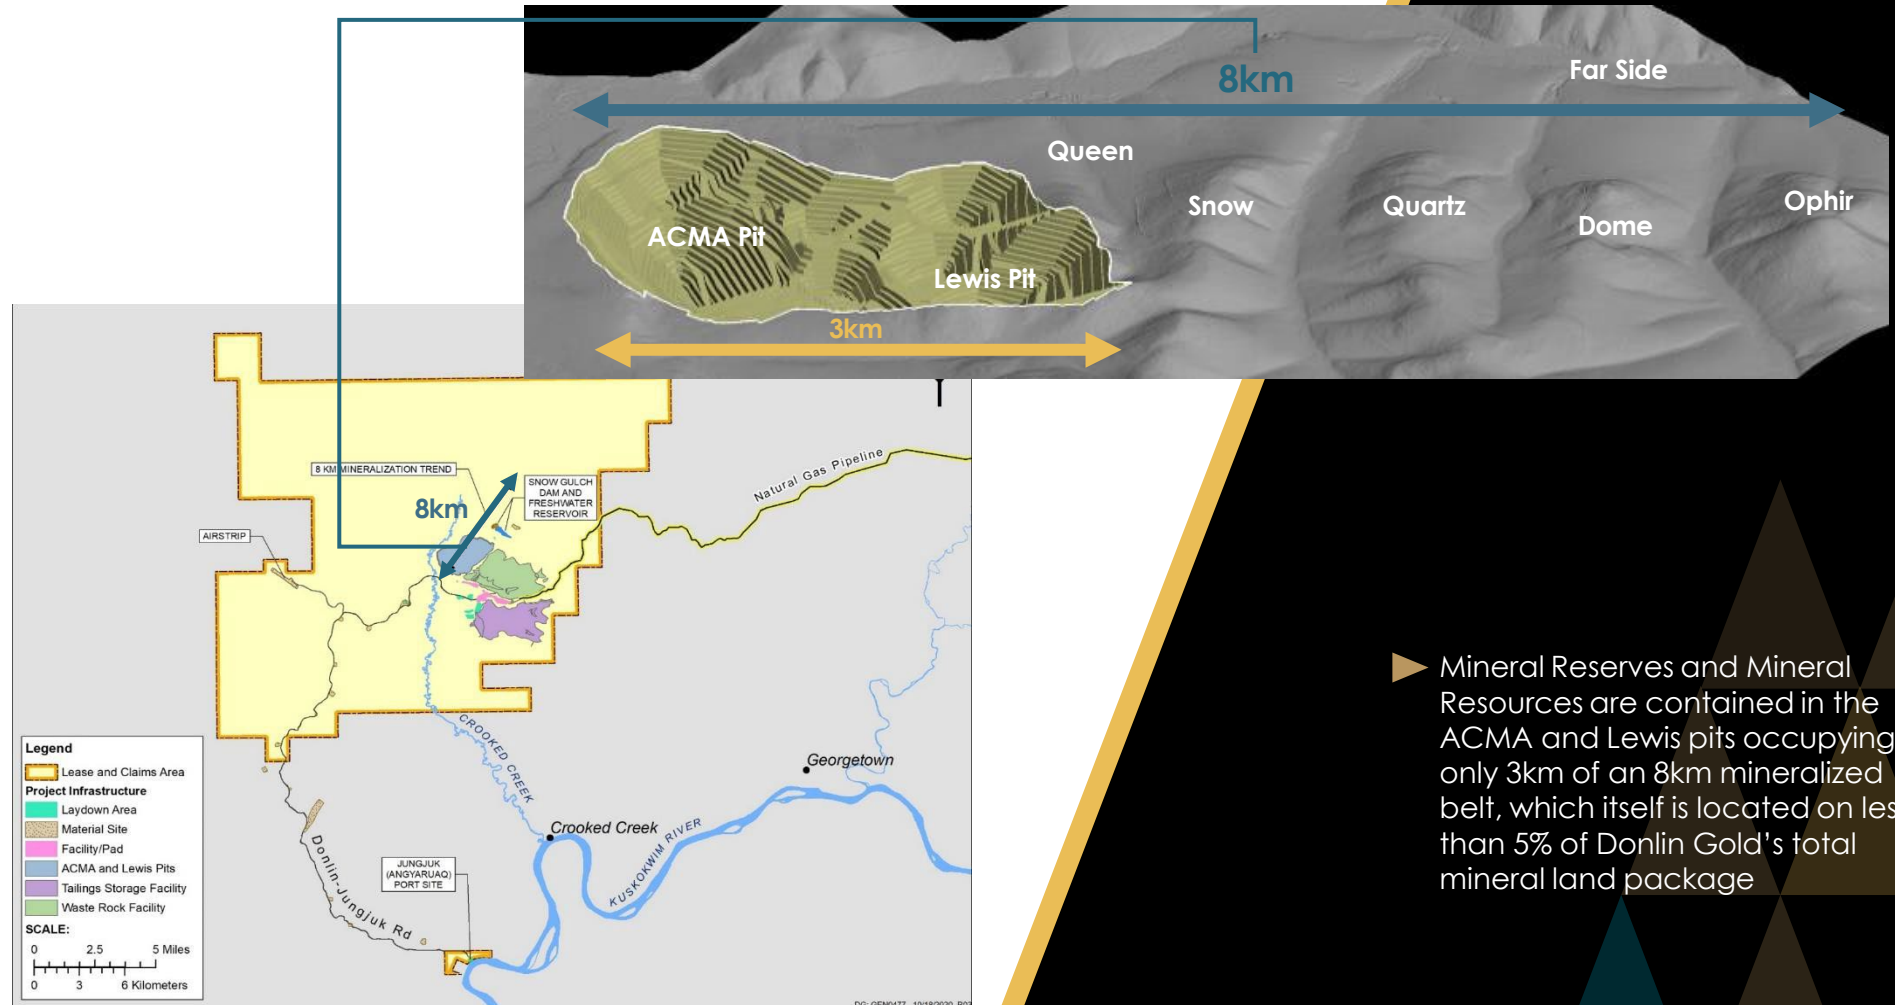 8km
Far Side
Queen
Snow
Quartz
Dome
Ophir
ACMA Pit
Lewis Pit
3km
8 KM MINERALIZATION TREND
SNOW GULCH
DAM AND
FRESHWATER
RESERVOIR
8km
Natural Gas Pipeline
AIRSTRIP
CROOKED CREEK
Georgetown
Crooked Creek
KUSKOKWIM RIVER
JUNGJUK
(ANGYARUAQ)
PORT SITE
Donlin-Jungjuk Rd
Legend
Lease and Claims Area
Project Infrastructure
Laydown Area
Material Site
Facility/Pad
ACMA and Lewis Pits
Tailings Storage Facility
Waste Rock Facility
SCALE:
0 2.5 5 Miles
0 3 6 Kilometers
Mineral Reserves and Mineral
Resources are contained in the
ACMA and Lewis pits occupying
only 3km of an 8km mineralized
belt, which itself is located on les
than 5% of Donlin Gold’s total
mineral land package